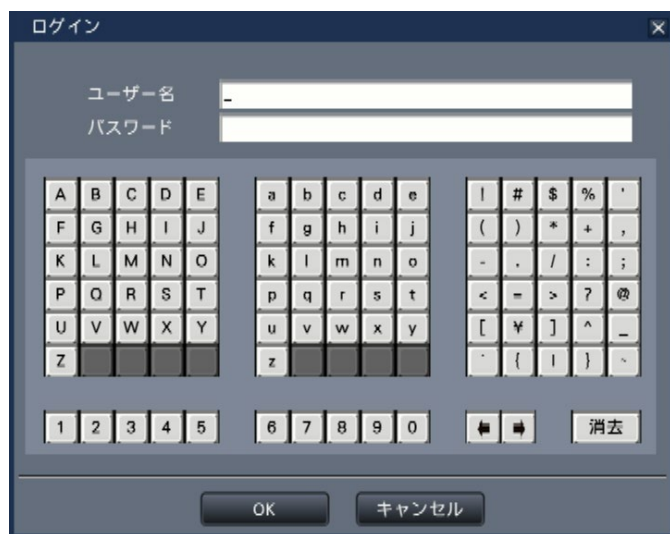 ログイン
ユーザー名
パスワード
A B C D E a b c d e ! # $ % '
F G H I J f g h i j ( ) * + ,
K L M N O k l m n o - . / : ;
P Q R S T p q r s t < = > ? @
U V W X Y u v w x y [ ¥ ] ^ _
Z z ` { | } ~
1 2 3 4 5 6 7 8 9 0 ← → 消去
OK キャンセル